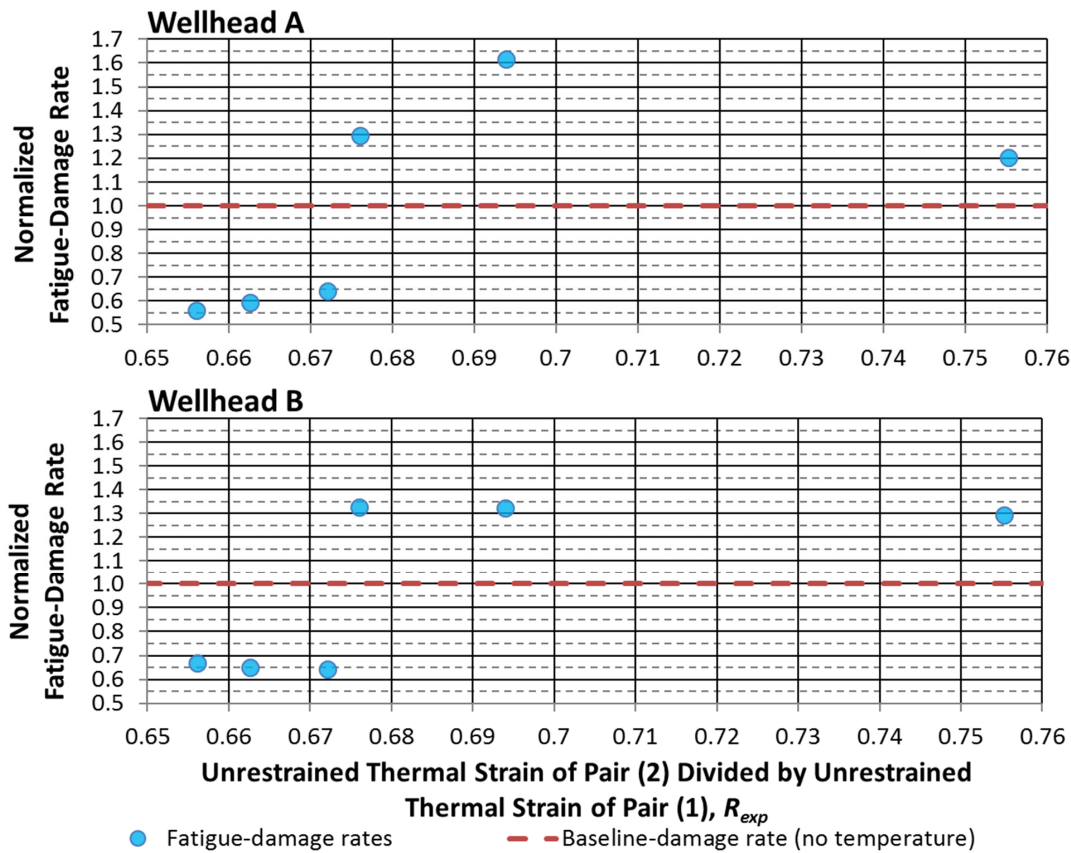 Wellhead A
Normalized
Fatigue-Damage Rate
1.7
1.6
1.5
1.4
1.3
1.2
1.1
1.0
0.9
0.8
0.7
0.6
0.5
0.65 0.66 0.67 0.68 0.69 0.7 0.71 0.72 0.73 0.74 0.75 0.76
Wellhead B
Normalized
Fatigue-Damage Rate
1.7
1.6
1.5
1.4
1.3
1.2
1.1
1.0
0.9
0.8
0.7
0.6
0.5
0.65 0.66 0.67 0.68 0.69 0.7 0.71 0.72 0.73 0.74 0.75 0.76
Unrestrained Thermal Strain of Pair (2) Divided by Unrestrained
Thermal Strain of Pair (1), Rexp
Fatigue-damage rates Baseline-damage rate (no temperature)